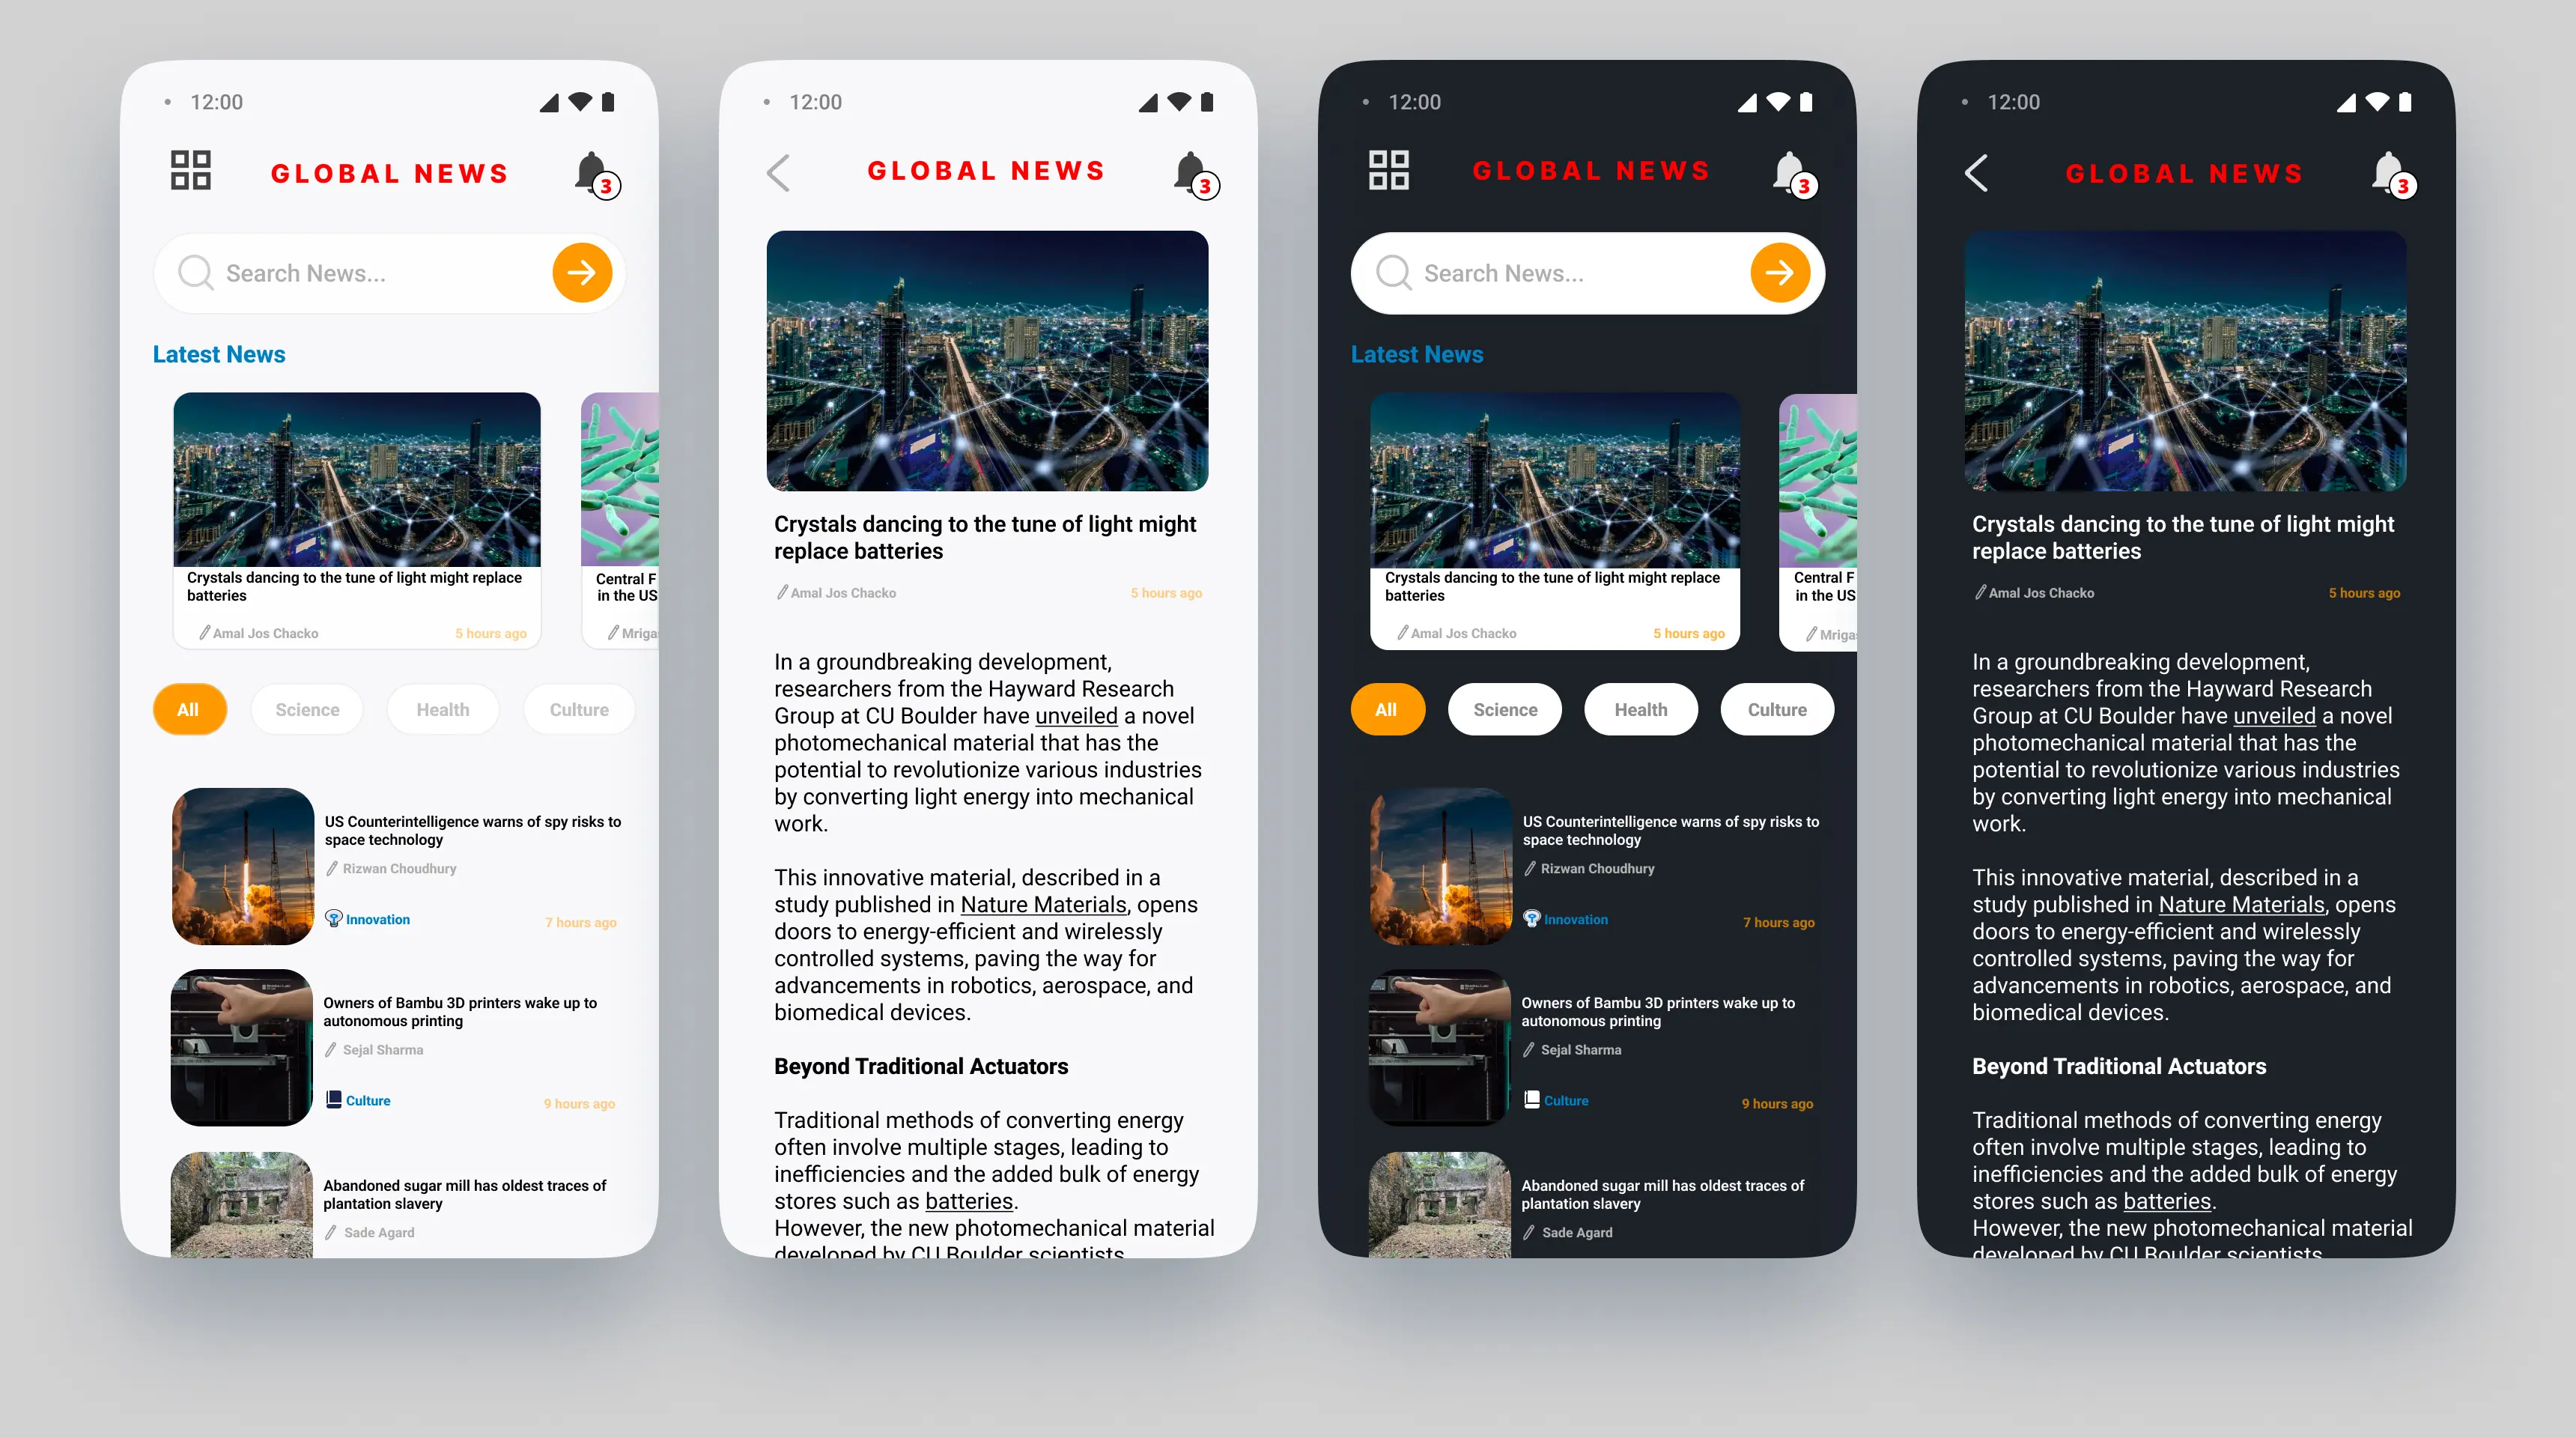 12:00
GLOBAL NEWS
3
Search News...
Latest News
Crystals dancing to the tune of light might replace
batteries
Amal Jos Chacko
5 hours ago
Central F
in the US
Mriga
All
Science
Health
Culture
US Counterintelligence warns of spy risks to
space technology
Rizwan Choudhury
Innovation
7 hours ago
Owners of Bambu 3D printers wake up to
autonomous printing
Sejal Sharma
Culture
9 hours ago
Abandoned sugar mill has oldest traces of
plantation slavery
Sade Agard
12:00
GLOBAL NEWS
3
Crystals dancing to the tune of light might
replace batteries
Amal Jos Chacko
5 hours ago
In a groundbreaking development,
researchers from the Hayward Research
Group at CU Boulder have unveiled a novel
photomechanical material that has the
potential to revolutionize various industries
by converting light energy into mechanical
work.
This innovative material, described in a
study published in Nature Materials, opens
doors to energy-efficient and wirelessly
controlled systems, paving the way for
advancements in robotics, aerospace, and
biomedical devices.
Beyond Traditional Actuators
Traditional methods of converting energy
often involve multiple stages, leading to
inefficiencies and the added bulk of energy
stores such as batteries.
However, the new photomechanical material
developed by CU Boulder scientists
12:00
GLOBAL NEWS
3
Search News...
Latest News
Crystals dancing to the tune of light might replace
batteries
Amal Jos Chacko
5 hours ago
Central F
in the US
Mriga
All
Science
Health
Culture
US Counterintelligence warns of spy risks to
space technology
Rizwan Choudhury
Innovation
7 hours ago
Owners of Bambu 3D printers wake up to
autonomous printing
Sejal Sharma
Culture
9 hours ago
Abandoned sugar mill has oldest traces of
plantation slavery
Sade Agard
12:00
GLOBAL NEWS
3
Crystals dancing to the tune of light might
replace batteries
Amal Jos Chacko
5 hours ago
In a groundbreaking development,
researchers from the Hayward Research
Group at CU Boulder have unveiled a novel
photomechanical material that has the
potential to revolutionize various industries
by converting light energy into mechanical
work.
This innovative material, described in a
study published in Nature Materials, opens
doors to energy-efficient and wirelessly
controlled systems, paving the way for
advancements in robotics, aerospace, and
biomedical devices.
Beyond Traditional Actuators
Traditional methods of converting energy
often involve multiple stages, leading to
inefficiencies and the added bulk of energy
stores such as batteries.
However, the new photomechanical material
developed by CU Boulder scientists